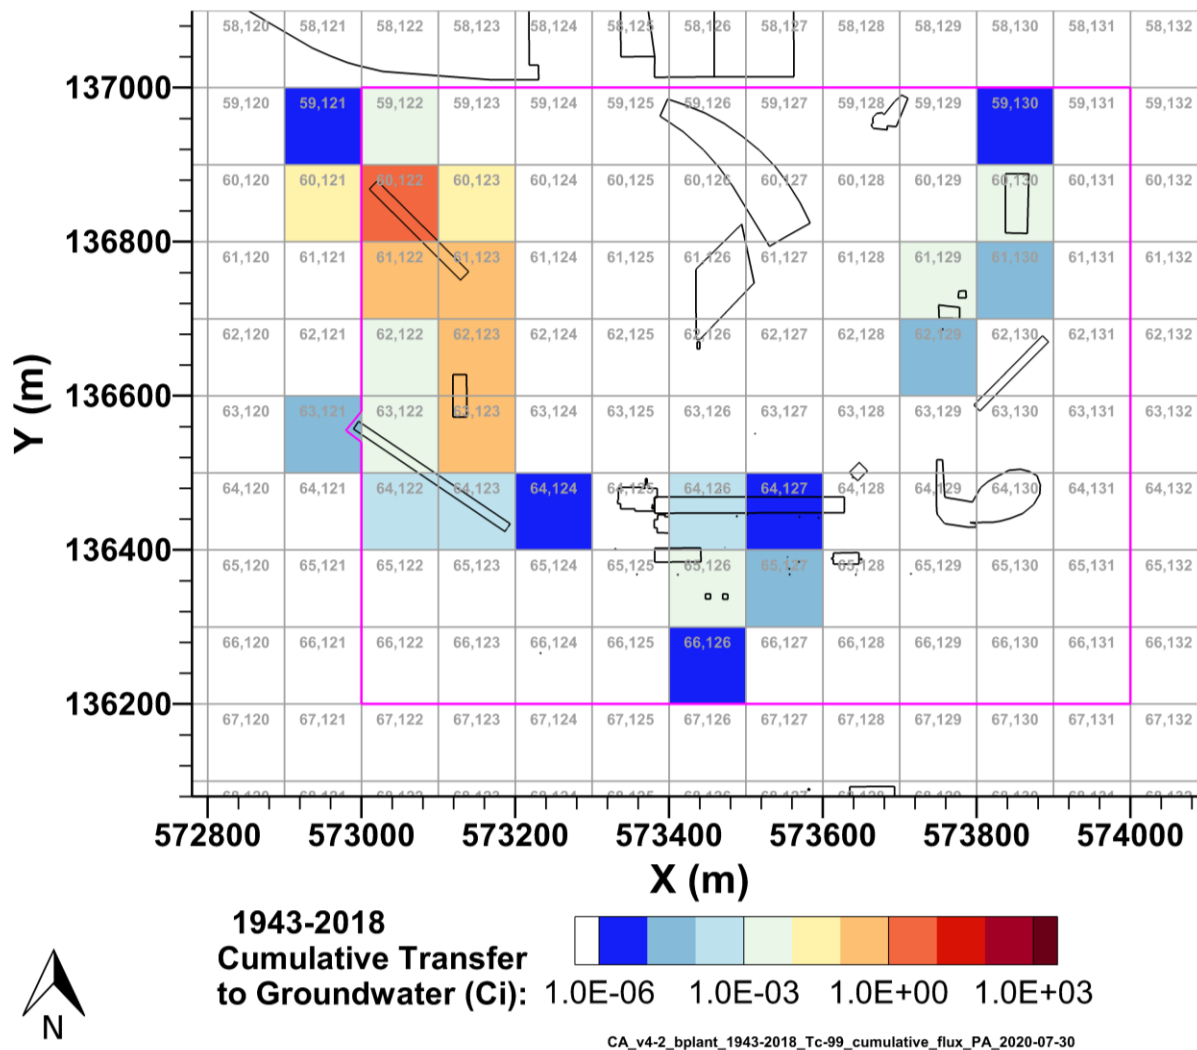 58,120 58,121 58,122 58,123 58,124 58,125 58,126 58,127 58,128 58,129 58,130 58,131 58,132
137000
59,120 59,121 59,122 59,123 59,124 59,125 59,126 59,127 59,128 59,129 59,130 59,131 59,132
60,120 60,121 60,122 60,123 60,124 60,125 60,126 60,127 60,128 60,129 60,130 60,131 60,132
136800
61,120 61,121 61,122 61,123 61,124 61,125 61,126 61,127 61,128 61,129 61,130 61,131 61,132
62,120 62,121 62,122 62,123 62,124 62,125 62,126 62,127 62,128 62,129 62,130 62,131 62,132
Y (m)
136600
63,120 63,121 63,122 63,123 63,124 63,125 63,126 63,127 63,128 63,129 63,130 63,131 63,132
64,120 64,121 64,122 64,123 64,124 64,125 64,126 64,127 64,128 64,129 64,130 64,131 64,132
136400
65,120 65,121 65,122 65,123 65,124 65,125 65,126 65,127 65,128 65,129 65,130 65,131 65,132
66,120 66,121 66,122 66,123 66,124 66,125 66,126 66,127 66,128 66,129 66,130 66,131 66,132
136200
67,120 67,121 67,122 67,123 67,124 67,125 67,126 67,127 67,128 67,129 67,130 67,131 67,132
572800 573000 573200 573400 573600 573800 574000
X (m)
1943-2018
Cumulative Transfer
to Groundwater (Ci):
1.0E-06 1.0E-03 1.0E+00 1.0E+03
N
CA_v4-2_bplant_1943-2018_Tc-99_cumulative_flux_PA_2020-07-30